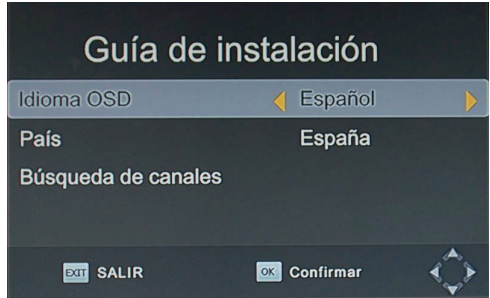 Guía de instalación
Idioma OSD Español
País España
Búsqueda de canales
EXIT SALIR OK Confirmar